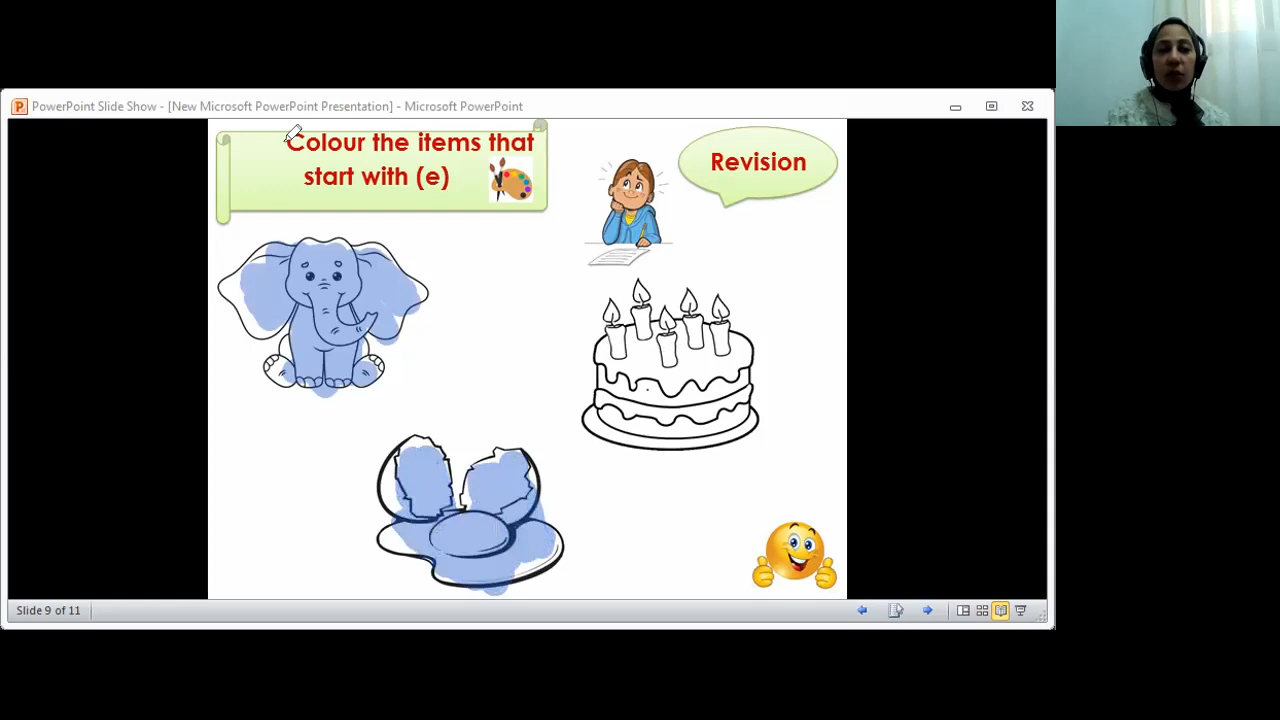 PowerPoint Slide Show - [New Microsoft PowerPoint Presentation] - Microsoft PowerPoint
Colour the items that
start with (e)
Revision
Slide 9 of 11